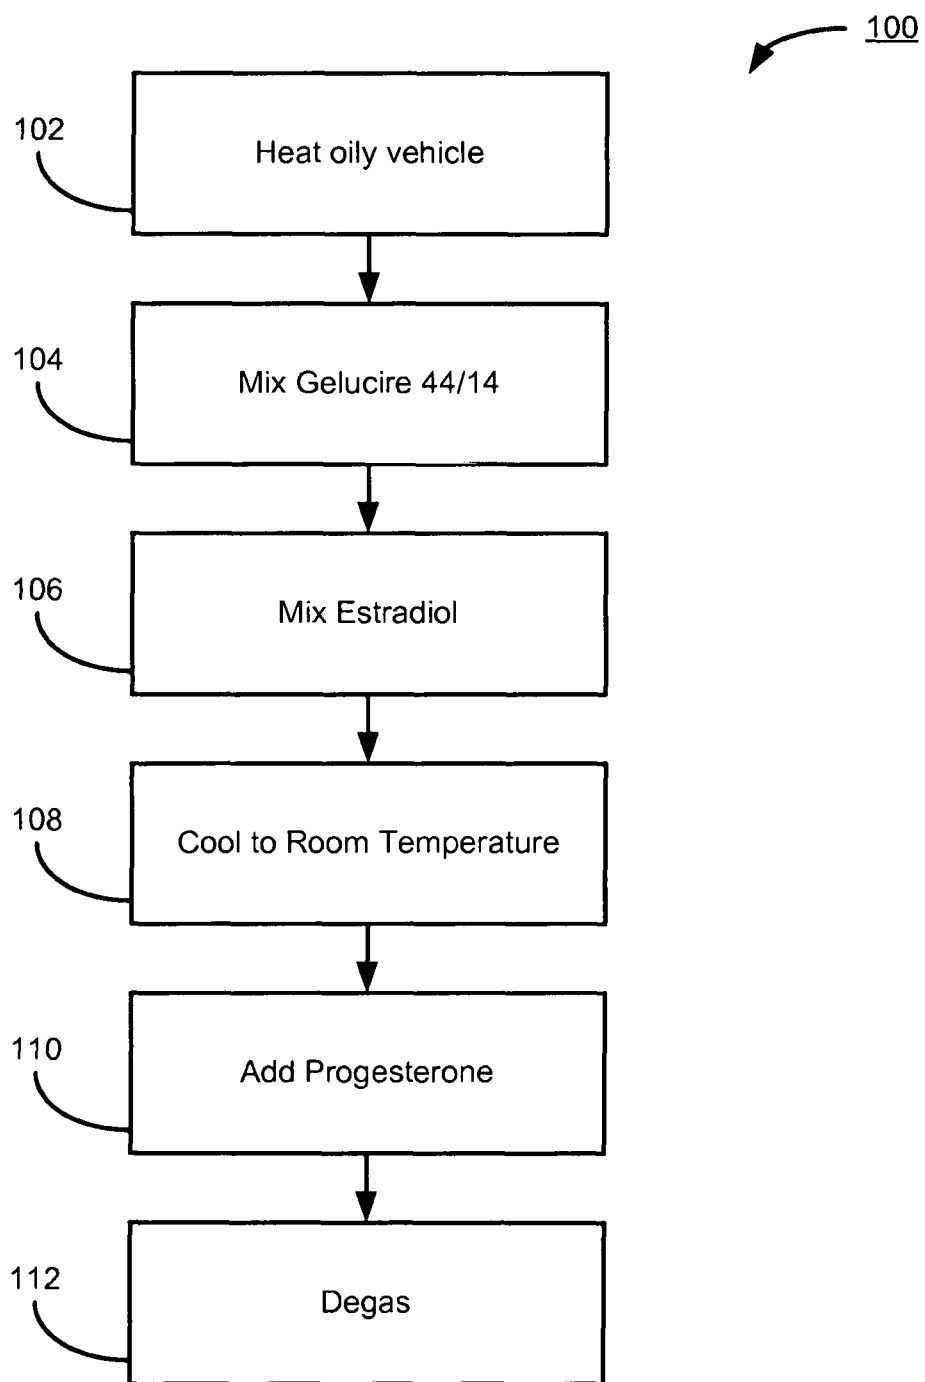 100
102
Heat oily vehicle
104
Mix Gelucire 44/14
106
Mix Estradiol
108
Cool to Room Temperature
110
Add Progesterone
112
Degas